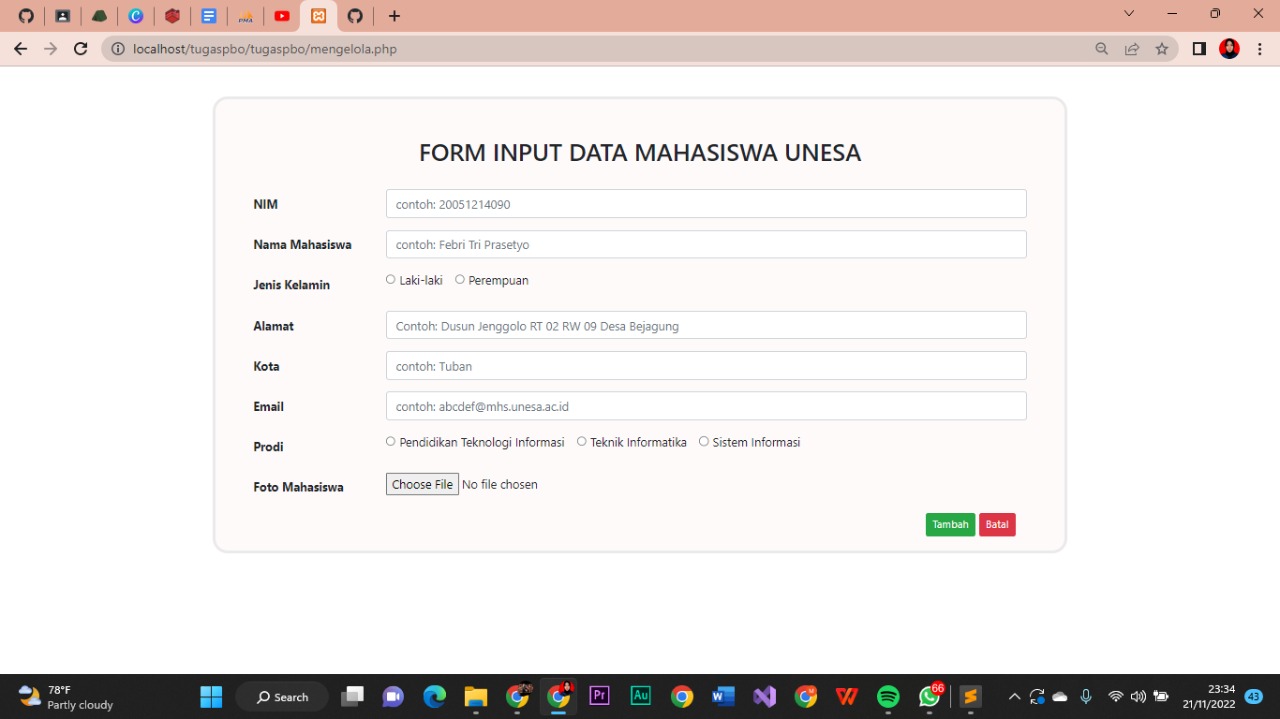 localhost/tugaspbo/tugaspbo/mengelola.php
FORM INPUT DATA MAHASISWA UNESA
NIM contoh: 20051214090
Nama Mahasiswa contoh: Febri Tri Prasetyo
Jenis Kelamin Laki-laki Perempuan
Alamat Contoh: Dusun Jenggolo RT 02 RW 09 Desa Bejagung
Kota contoh: Tuban
Email contoh: abcdef@mhs.unesa.ac.id
Prodi Pendidikan Teknologi Informasi Teknik Informatika Sistem Informasi
Foto Mahasiswa Choose File No file chosen
Tambah Batal
78°F
Partly cloudy
Search
Pr
Au
66
23:34
21/11/2022
43